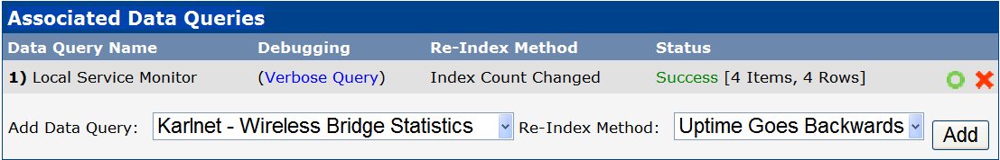 Associated Data Queries
Data Query Name Debugging Re-Index Method Status
1) Local Service Monitor (Verbose Query) Index Count Changed Success [4 Items, 4 Rows]
Add Data Query: Karlnet - Wireless Bridge Statistics Re-Index Method: Uptime Goes Backwards Add